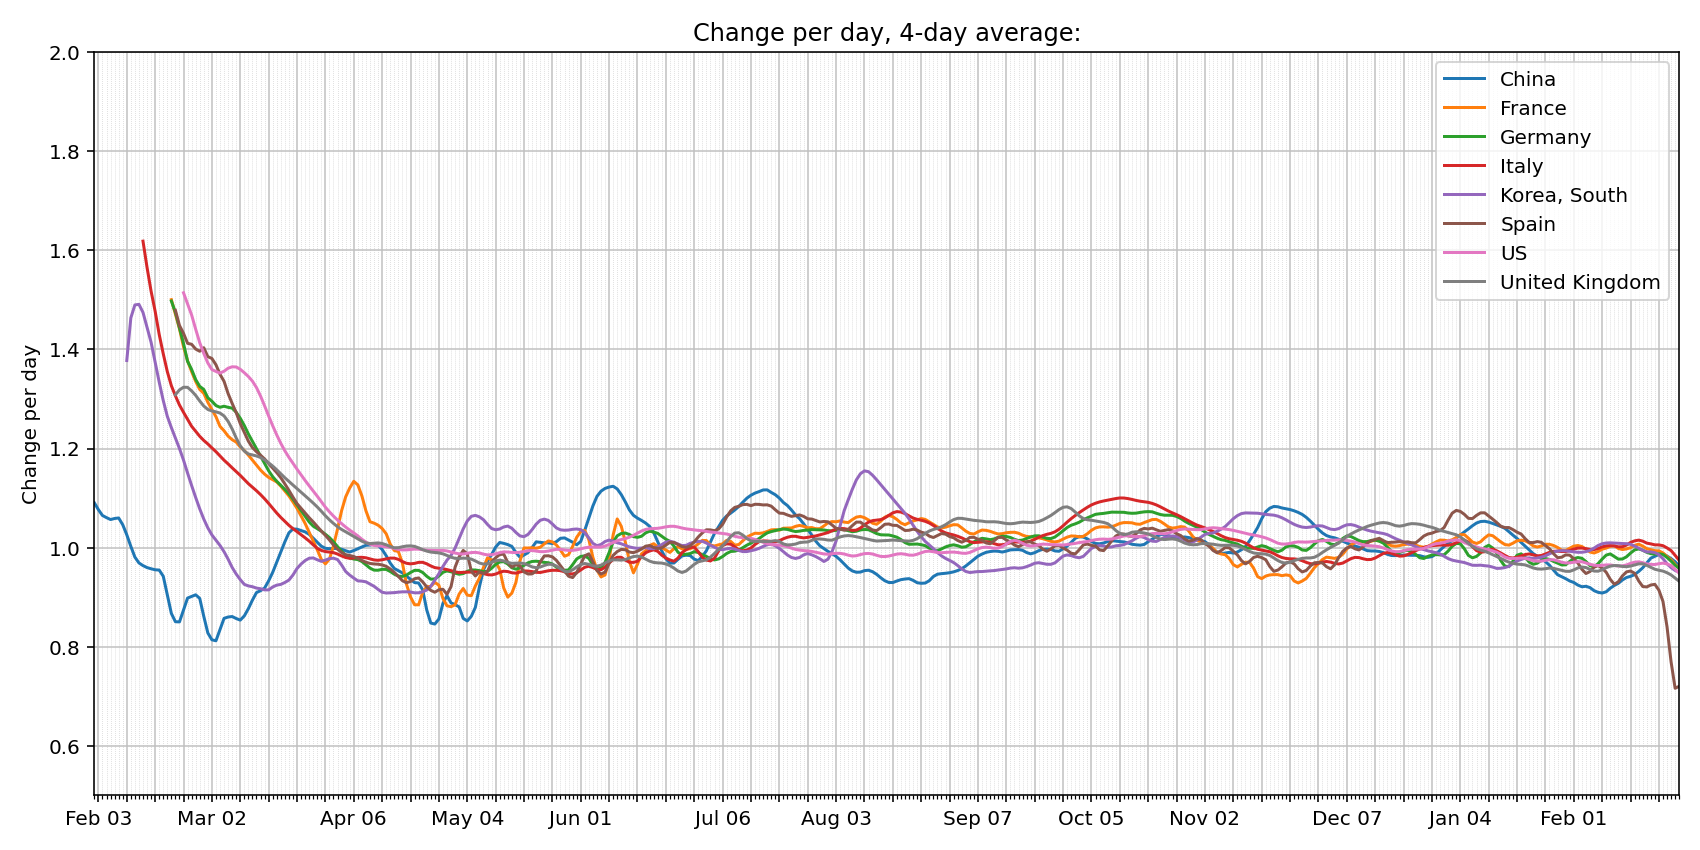 Change per day, 4-day average:
2.0
1.8
1.6
1.4
1.2
1.0
0.8
0.6
Change per day
China
France
Germany
Italy
Korea, South
Spain
US
United Kingdom
Feb 03 Mar 02 Apr 06 May 04 Jun 01 Jul 06 Aug 03 Sep 07 Oct 05 Nov 02 Dec 07 Jan 04 Feb 01